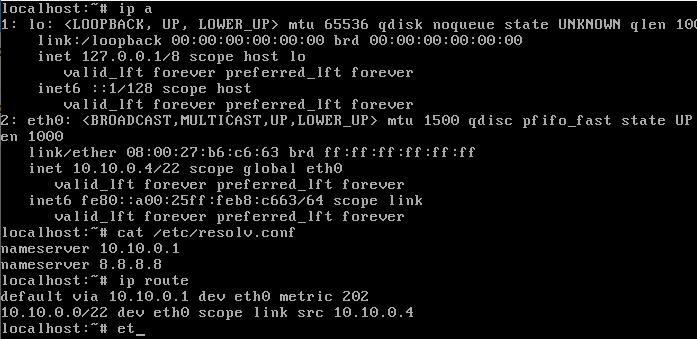 localhost:~# ip a
1: lo: <LOOPBACK, UP, LOWER_UP> mtu 65536 qdisk noqueue state UNKNOWN qlen 100
link:/loopback 00:00:00:00:00:00 brd 00:00:00:00:00:00
inet 127.0.0.1/8 scope host lo
valid_lft forever preferred_lft forever
inet6 ::1/128 scope host
valid_lft forever preferred_lft forever
2: eth0: <BROADCAST,MULTICAST,UP,LOWER_UP> mtu 1500 qdisc pfifo_fast state UP
en 1000
link/ether 08:00:27:b6:c6:63 brd ff:ff:ff:ff:ff:ff
inet 10.10.0.4/22 scope global eth0
valid_lft forever preferred_lft forever
inet6 fe80::a00:25ff:feb8:c663/64 scope link
valid_lft forever preferred_lft forever
localhost:~# cat /etc/resolv.conf
nameserver 10.10.0.1
nameserver 8.8.8.8
localhost:~# ip route
default via 10.10.0.1 dev eth0 metric 202
10.10.0.0/22 dev eth0 scope link src 10.10.0.4
localhost:~# et_